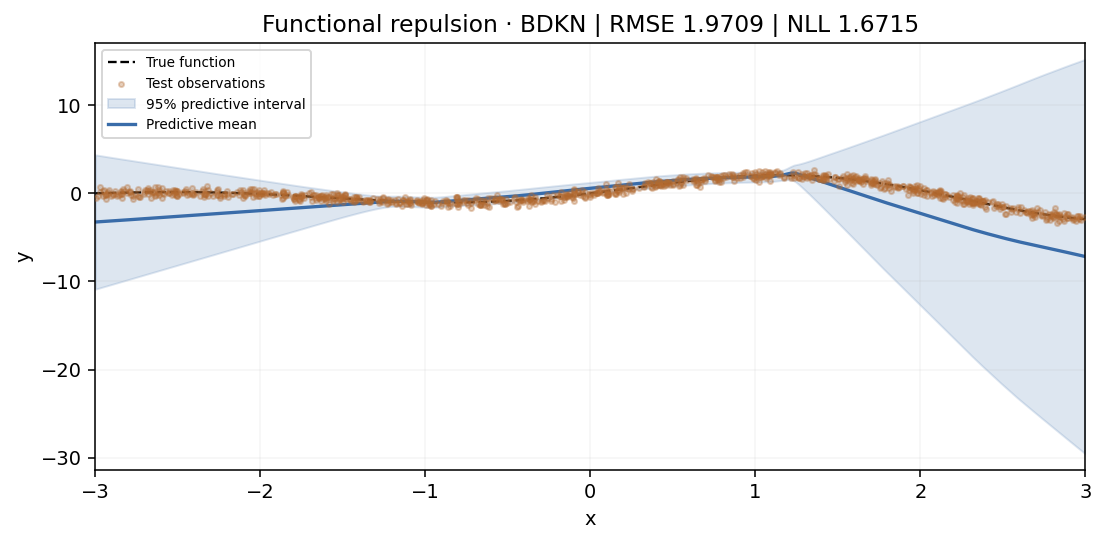 Functional repulsion · BDKN | RMSE 1.9709 | NLL 1.6715
True function
Test observations
95% predictive interval
Predictive mean
10
0
−10
−20
−30
y
−3
−2
−1
0
1
2
3
x